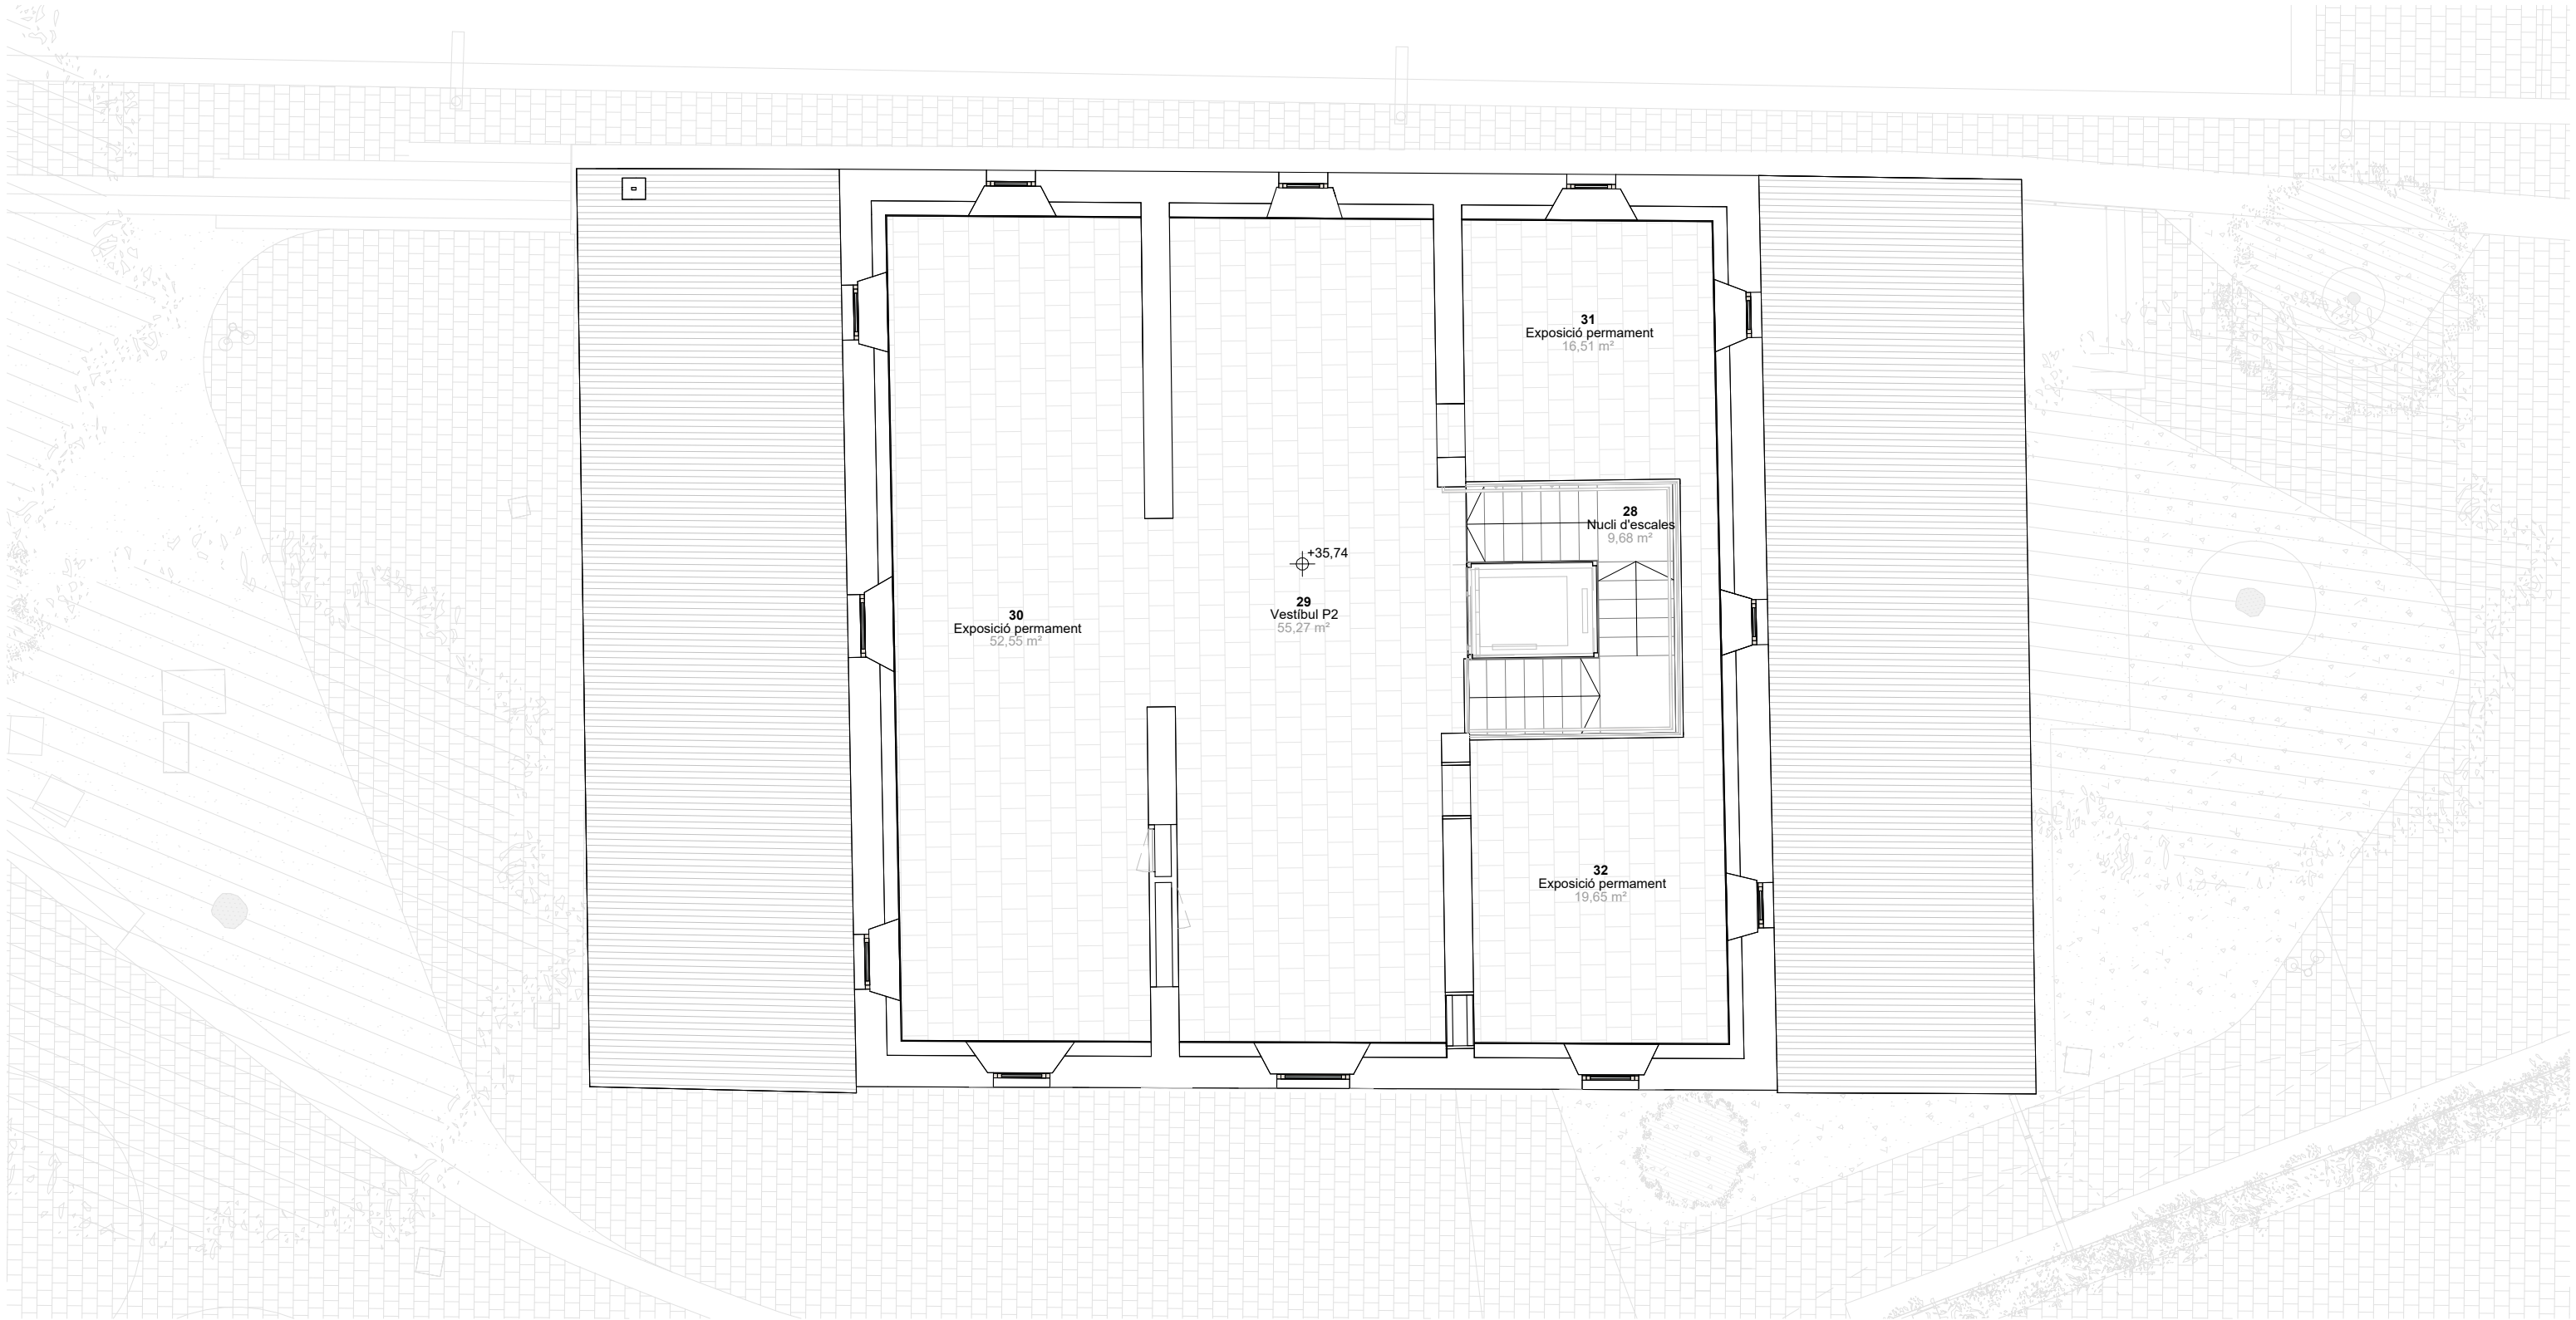 31
Exposició permament
16,51 m²
28
Nucli d'escales
9,68 m²
+35,74
29
Vestíbul P2
55,27 m²
30
Exposició permament
52,55 m²
32
Exposició permament
19,65 m²